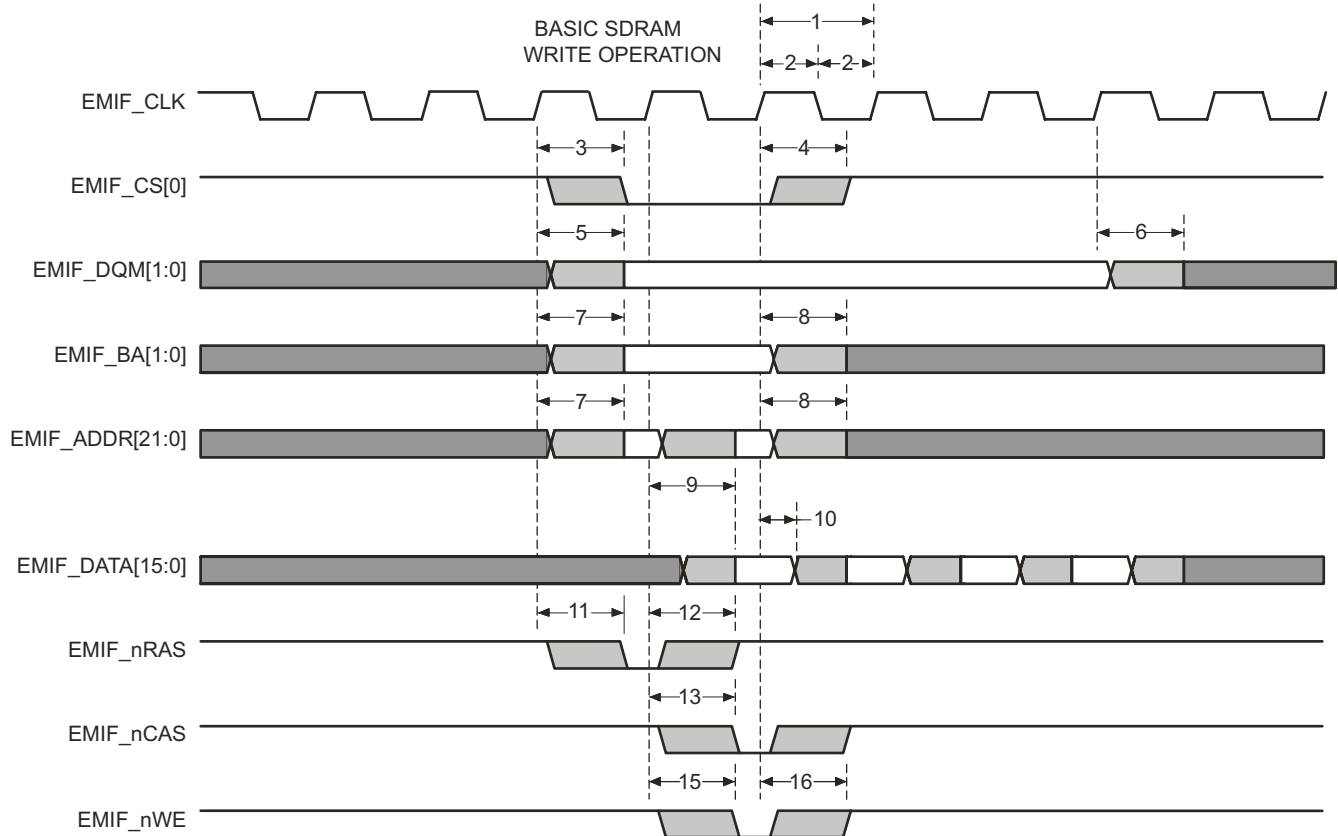 BASIC SDRAM
WRITE OPERATION
1
2 2
EMIF_CLK
3 4
EMIF_CS[0]
5 6
EMIF_DQM[1:0]
7 8
EMIF_BA[1:0]
7 8
EMIF_ADDR[21:0]
9
10
EMIF_DATA[15:0]
11 12
EMIF_nRAS
13
EMIF_nCAS
15 16
EMIF_nWE